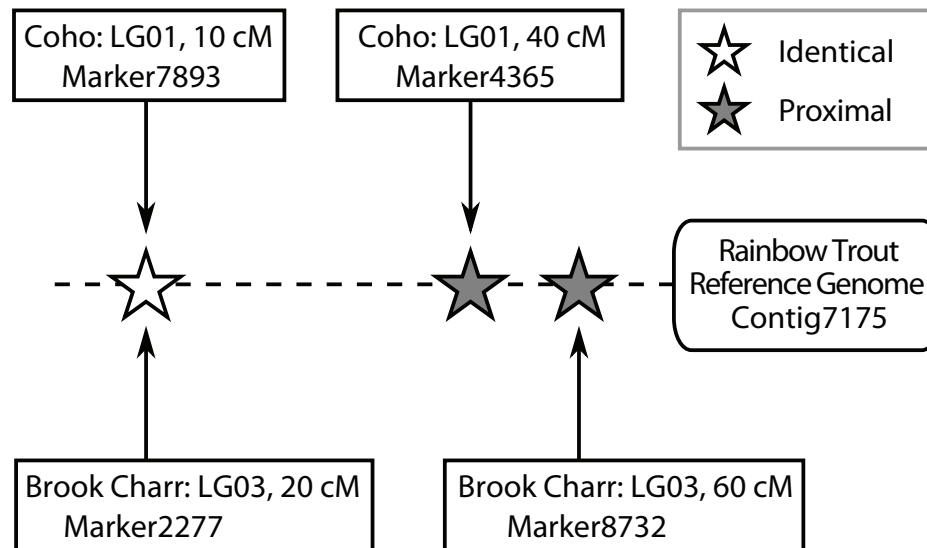 Coho: LG01, 10 cM
Marker7893
Coho: LG01, 40 cM
Marker4365
Identical
Proximal
Rainbow Trout
Reference Genome
Contig7175
Brook Charr: LG03, 20 cM
Marker2277
Brook Charr: LG03, 60 cM
Marker8732